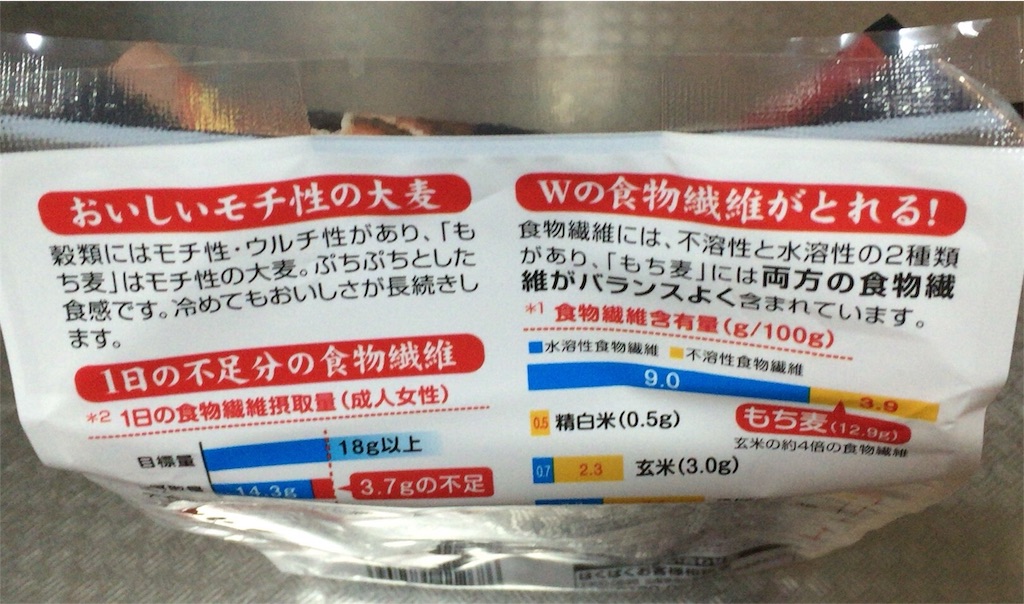 おいしいモチ性の大麦
穀類にはモチ性・ウルチ性があり、「も
ち麦」はモチ性の大麦。ぷちぷちとした
食感です。冷めてもおいしさが長続きし
ます。
1日の不足分の食物繊維
*2 1日の食物繊維摂取量(成人女性)
目標量
18g以上
14.3g
3.7gの不足
Wの食物繊維がとれる!
食物繊維には、不溶性と水溶性の2種類
があり、「もち麦」には両方の食物繊
維がバランスよく含まれています。
*1 食物繊維含有量(g/100g)
水溶性食物繊維 不溶性食物繊維
9.0 3.9
もち麦(12.9g)
玄米の約4倍の食物繊維
0.5 精白米(0.5g)
0.7 2.3 玄米(3.0g)